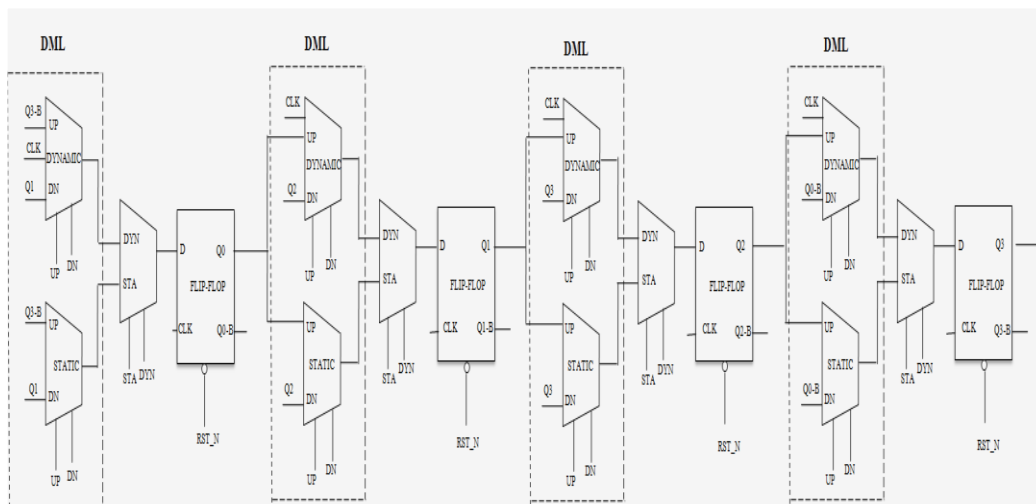 DML
Q3-B
UP
CLK
DYNAMIC
Q1
DN
UP
DN
Q3-B
UP
STATIC
Q1
DN
UP
DN
DYN
STA
STA
DYN
D
Q0
FLIP-FLOP
CLK
Q0-B
RST_N
DML
CLK
UP
DYNAMIC
Q2
DN
UP
DN
UP
STATIC
Q2
DN
UP
DN
DYN
STA
STA
DYN
D
Q1
FLIP-FLOP
CLK
Q1-B
RST_N
DML
CLK
UP
DYNAMIC
Q3
DN
UP
DN
UP
STATIC
Q3
DN
UP
DN
DYN
STA
STA
DYN
D
Q2
FLIP-FLOP
CLK
Q2-B
RST_N
DML
CLK
UP
DYNAMIC
Q0-B
DN
UP
DN
UP
STATIC
Q0-B
DN
UP
DN
DYN
STA
STA
DYN
D
Q3
FLIP-FLOP
CLK
Q3-B
RST_N